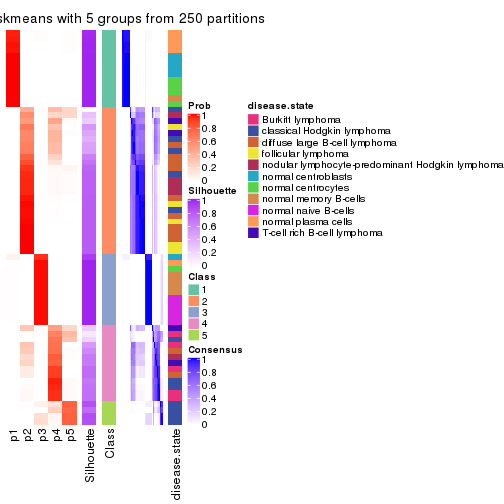 skmeans with 5 groups from 250 partitions
Prob
1
0.8
0.6
0.4
0.2
0
Silhouette
1
0.8
0.6
0.4
0.2
0
Class
1
2
3
4
5
Consensus
1
0.8
0.6
0.4
0.2
0
disease.state
Burkitt lymphoma
classical Hodgkin lymphoma
diffuse large B-cell lymphoma
follicular lymphoma
nodular lymphocyte-predominant Hodgkin lymphoma
normal centroblasts
normal centrocytes
normal memory B-cells
normal naive B-cells
normal plasma cells
T-cell rich B-cell lymphoma
p1
p2
p3
p4
p5
Silhouette
Class
disease.state